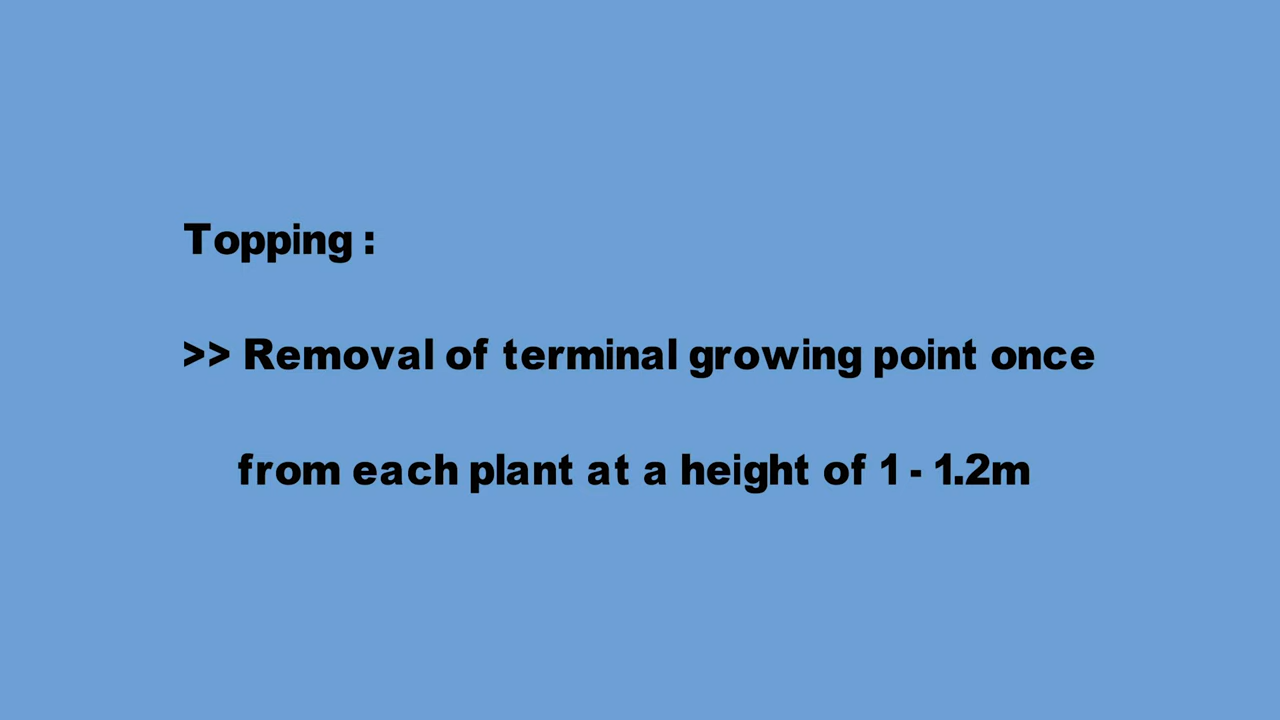 Topping :
>> Removal of terminal growing point once
from each plant at a height of 1 - 1.2m